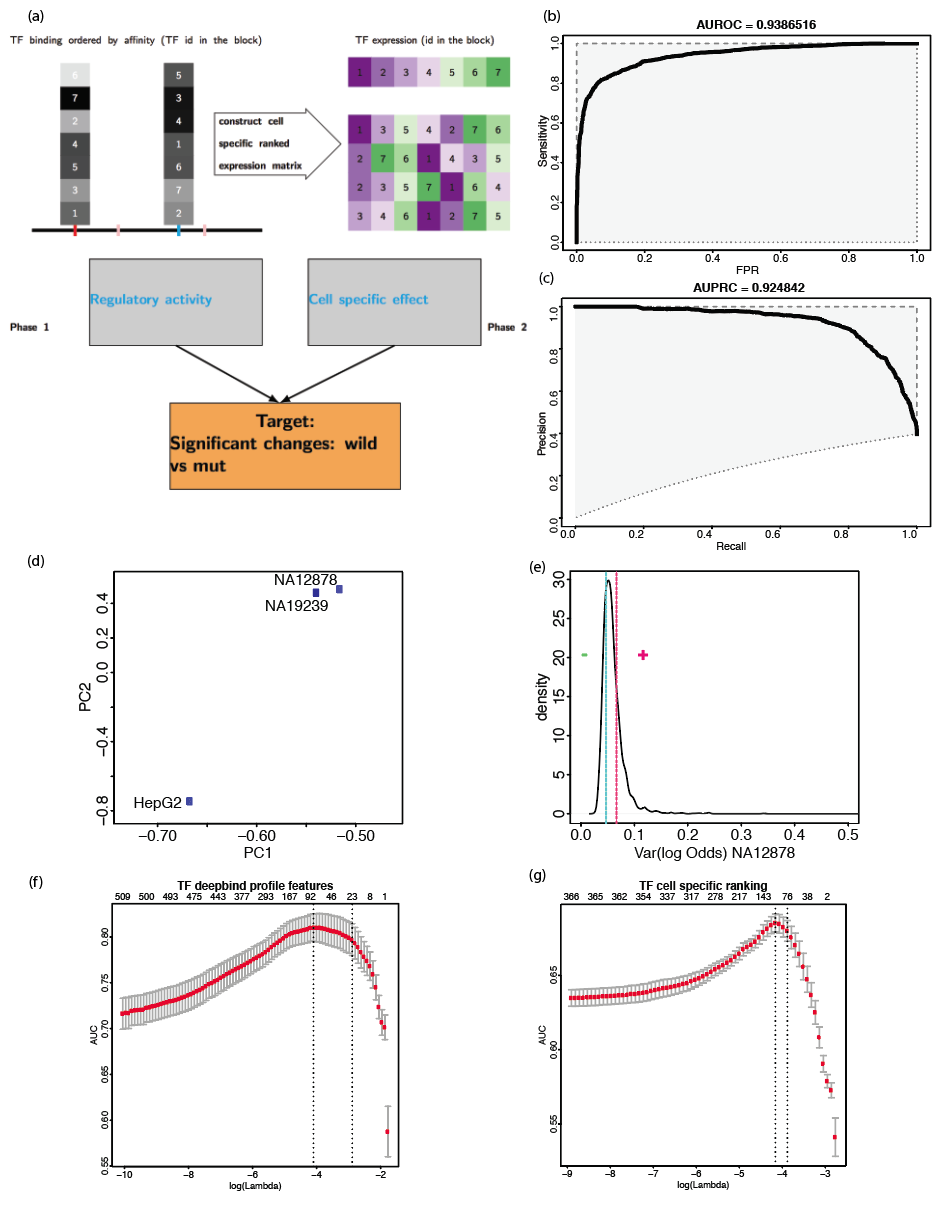 (a)
TF binding ordered by affinity (TF id in the block)
TF expression (id in the block)
6
7
2
4
5
3
1
5
3
4
1
6
7
2
construct cell
specific ranked
expression matrix
1 2 3 4 5 6 7
1 3 5 4 2 7 6
2 7 6 1 4 3 5
2 3 5 7 1 6 4
3 4 6 1 2 7 5
Regulatory activity
Cell specific effect
Phase 1
Phase 2
Target:
Significant changes: wild
vs mut
(b)
AUROC = 0.9386516
Sensitivity
0.0 0.2 0.4 0.6 0.8 1.0
0.0 0.2 0.4 0.6 0.8 1.0
FPR
(c)
AUPRC = 0.924842
Precision
0.0 0.2 0.4 0.6 0.8 1.0
0.0 0.2 0.4 0.6 0.8 1.0
Recall
(d)
NA12878
NA19239
HepG2
PC2
−0.8 −0.4 0.0 0.2 0.4
−0.70 −0.60 −0.50
PC1
(e)
density
0 5 10 15 20 25 30
− +
0.0 0.1 0.2 0.3 0.4 0.5
Var(log Odds) NA12878
(f)
TF deepbind profile features
509 500 493 475 443 377 293 167 92 46 23 8 1
AUC
0.55 0.60 0.65 0.70 0.75 0.80
−10 −8 −6 −4 −2
log(Lambda)
(g)
TF cell specific ranking
366 365 362 354 337 317 278 217 143 76 38 2
AUC
0.55 0.60 0.65
−9 −8 −7 −6 −5 −4 −3
log(Lambda)